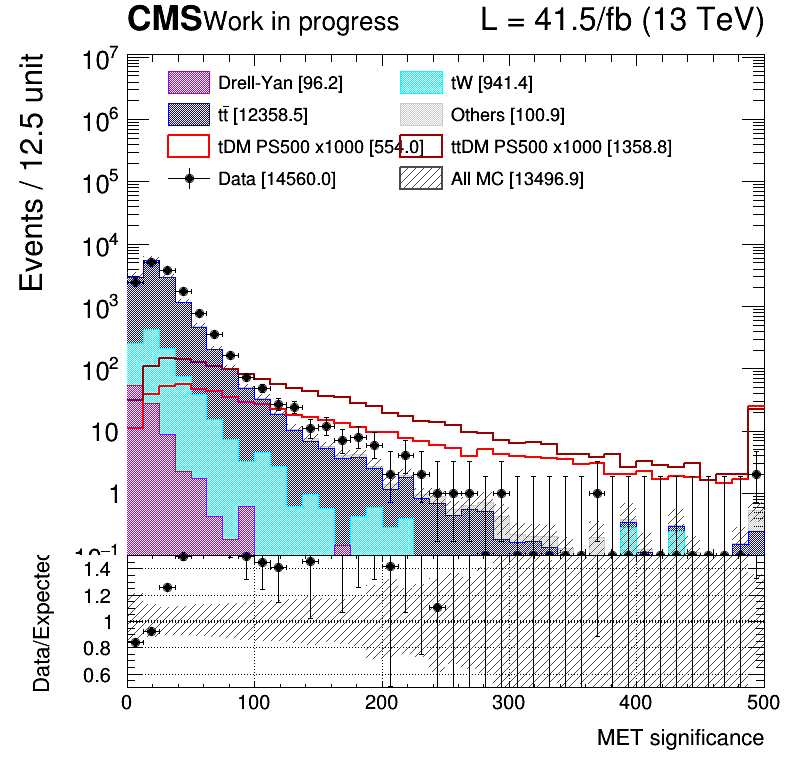 CMS Work in progress L = 41.5/fb (13 TeV)
Events / 12.5 unit
10⁷
10⁶
10⁵
10⁴
10³
10²
10
1
10⁻¹
Drell-Yan [96.2] tW [941.4]
tt̄ [12358.5] Others [100.9]
tDM PS500 x1000 [554.0] ttDM PS500 x1000 [1358.8]
Data [14560.0] All MC [13496.9]
Data/Expected
1.4
1.2
1
0.8
0.6
0 100 200 300 400 500
MET significance